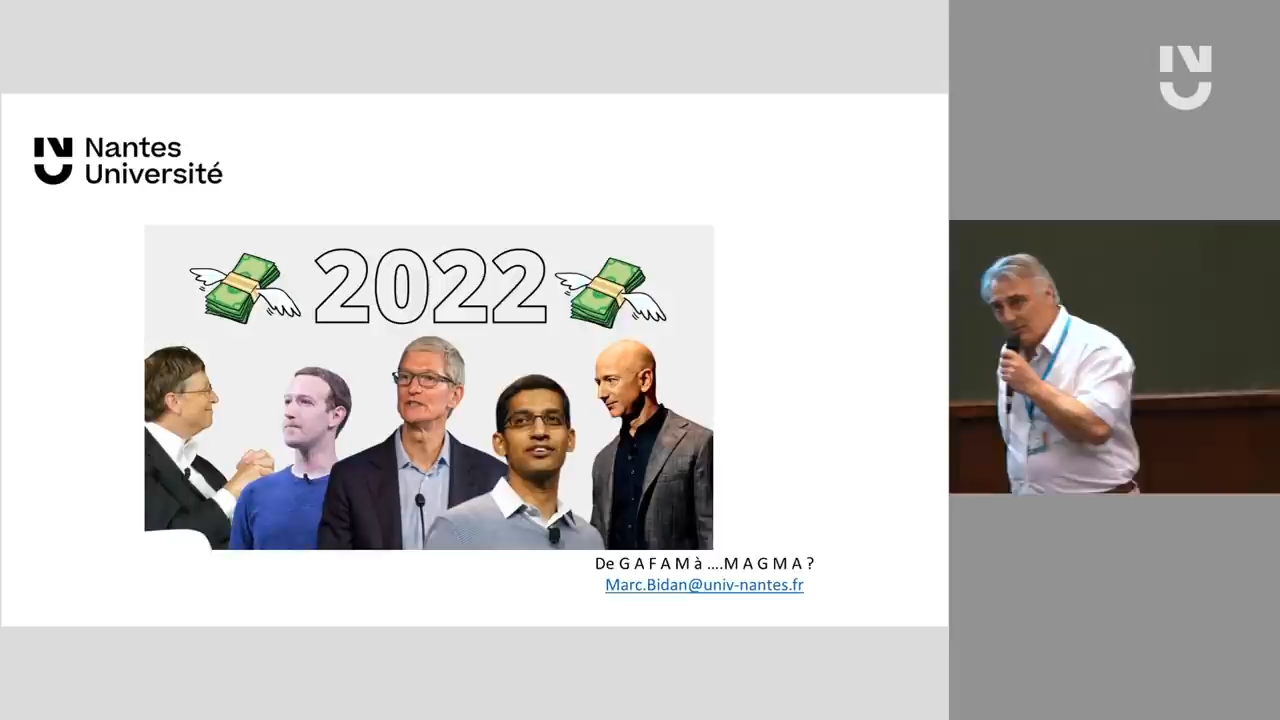 Nantes
Université
2022
De G A F A M à ....M A G M A ?
Marc.Bidan@univ-nantes.fr